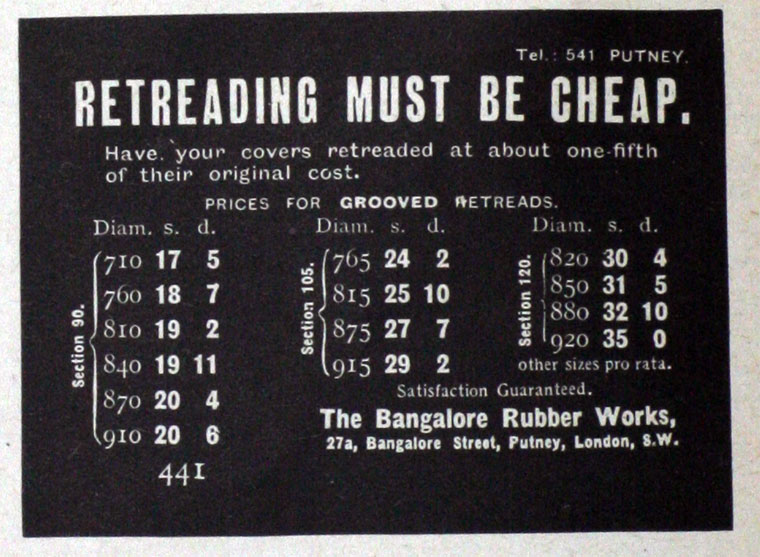 Tel.: 541 PUTNEY.
RETREADING MUST BE CHEAP.
Have your covers retreaded at about one-fifth
of their original cost.
PRICES FOR GROOVED RETREADS.
Diam. s. d.
Section 90.
710 17 5
760 18 7
810 19 2
840 19 11
870 20 4
910 20 6
441
Diam. s. d.
Section 105.
765 24 2
815 25 10
875 27 7
915 29 2
Diam. s. d.
Section 120.
820 30 4
850 31 5
880 32 10
920 35 0
other sizes pro rata.
Satisfaction Guaranteed.
The Bangalore Rubber Works,
27a, Bangalore Street, Putney, London, S.W.